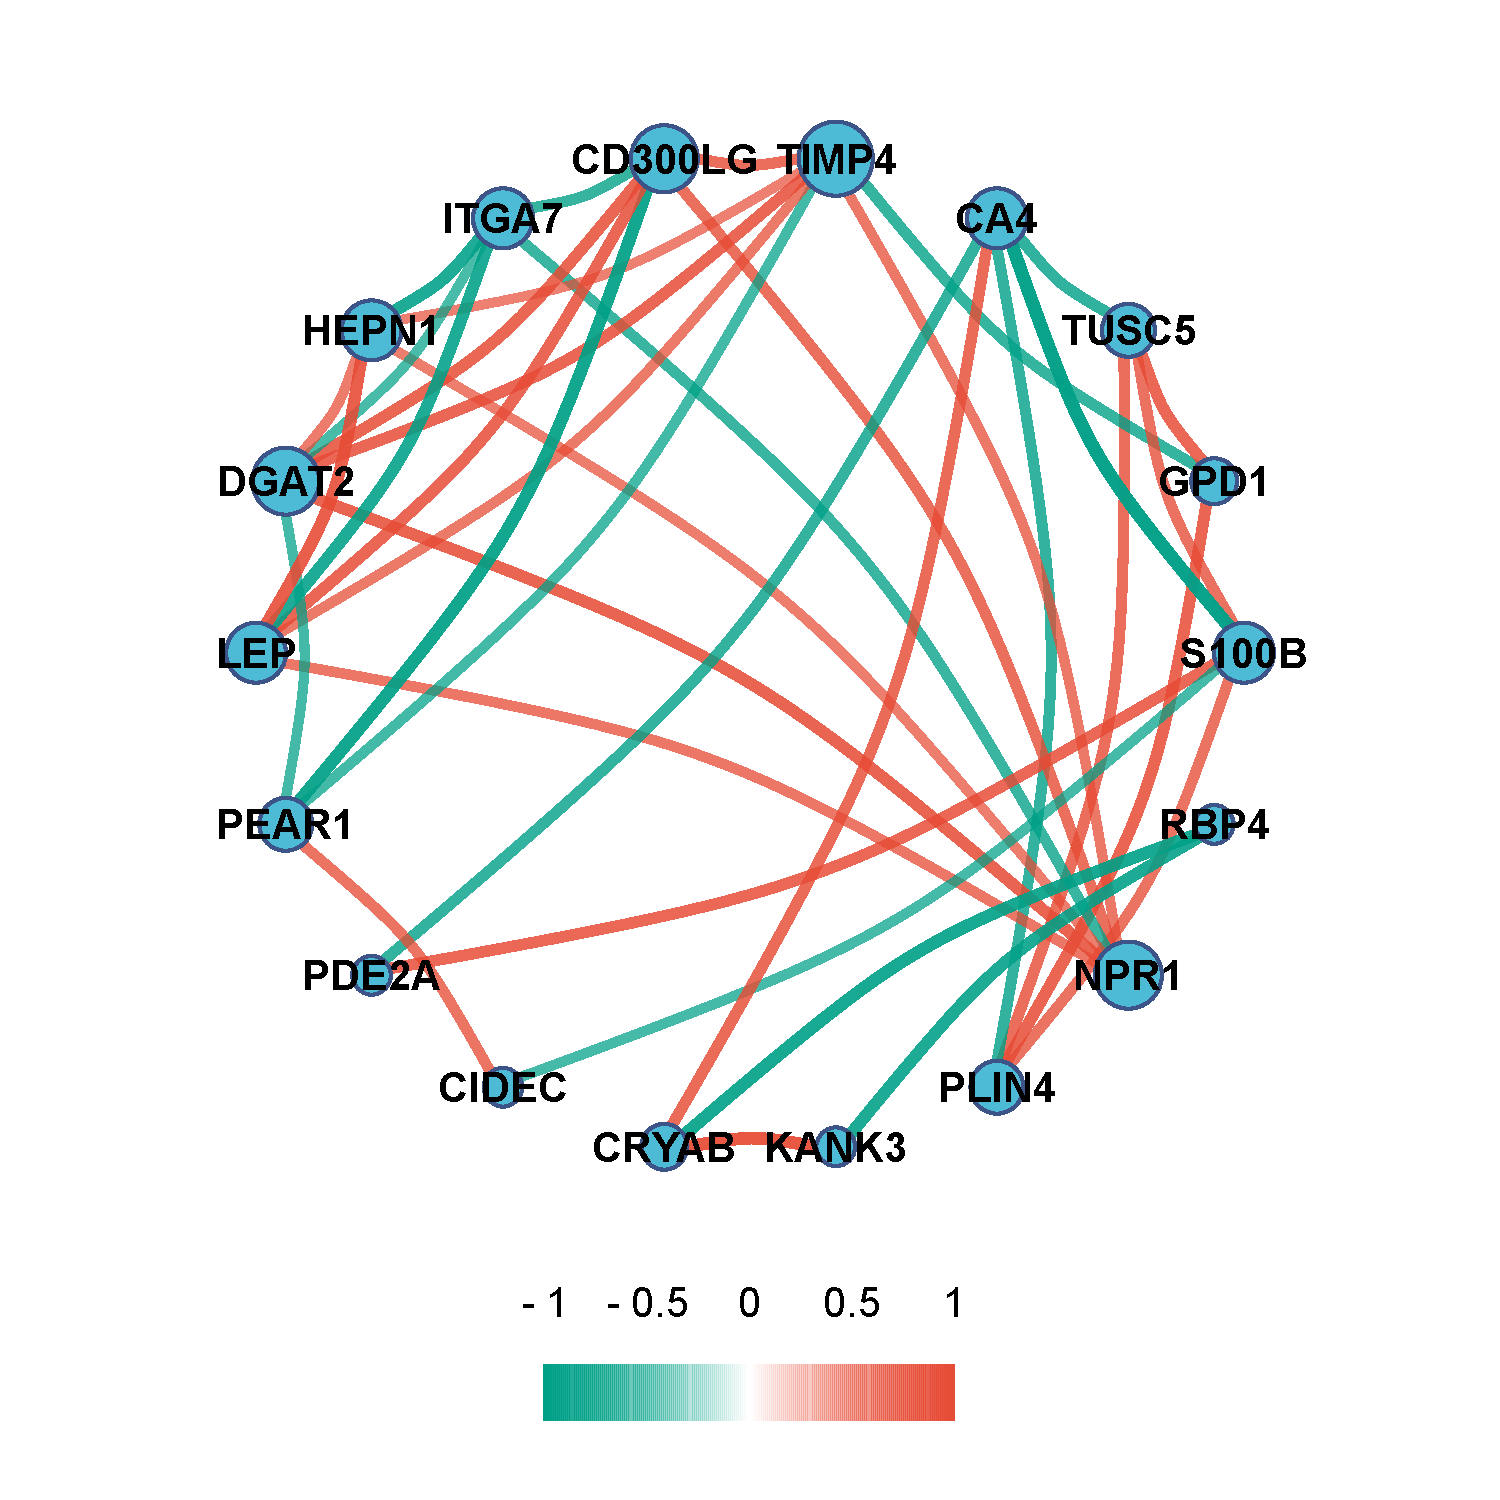 CD300LG TIMP4
ITGA7 CA4
HEPN1 TUSC5
DGAT2 GPD1
LEP S100B
PEAR1 RBP4
PDE2A NPR1
CIDEC PLIN4
CRYAB KANK3
- 1 - 0.5 0 0.5 1